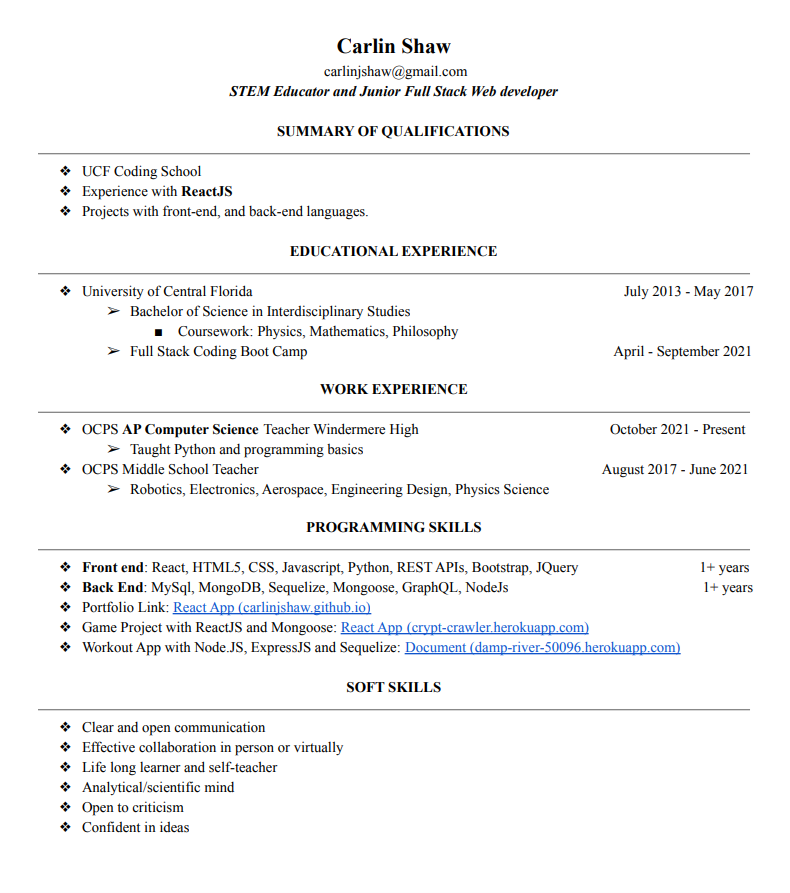 Carlin Shaw
carlinjshaw@gmail.com
STEM Educator and Junior Full Stack Web developer
SUMMARY OF QUALIFICATIONS
❖ UCF Coding School
❖ Experience with ReactJS
❖ Projects with front-end, and back-end languages.
EDUCATIONAL EXPERIENCE
❖ University of Central Florida July 2013 - May 2017
➢ Bachelor of Science in Interdisciplinary Studies
■ Coursework: Physics, Mathematics, Philosophy
➢ Full Stack Coding Boot Camp April - September 2021
WORK EXPERIENCE
❖ OCPS AP Computer Science Teacher Windermere High October 2021 - Present
➢ Taught Python and programming basics
❖ OCPS Middle School Teacher August 2017 - June 2021
➢ Robotics, Electronics, Aerospace, Engineering Design, Physics Science
PROGRAMMING SKILLS
❖ Front end: React, HTML5, CSS, Javascript, Python, REST APIs, Bootstrap, JQuery 1+ years
❖ Back End: MySql, MongoDB, Sequelize, Mongoose, GraphQL, NodeJs 1+ years
❖ Portfolio Link: React App (carlinjshaw.github.io)
❖ Game Project with ReactJS and Mongoose: React App (crypt-crawler.herokuapp.com)
❖ Workout App with Node.JS, ExpressJS and Sequelize: Document (damp-river-50096.herokuapp.com)
SOFT SKILLS
❖ Clear and open communication
❖ Effective collaboration in person or virtually
❖ Life long learner and self-teacher
❖ Analytical/scientific mind
❖ Open to criticism
❖ Confident in ideas